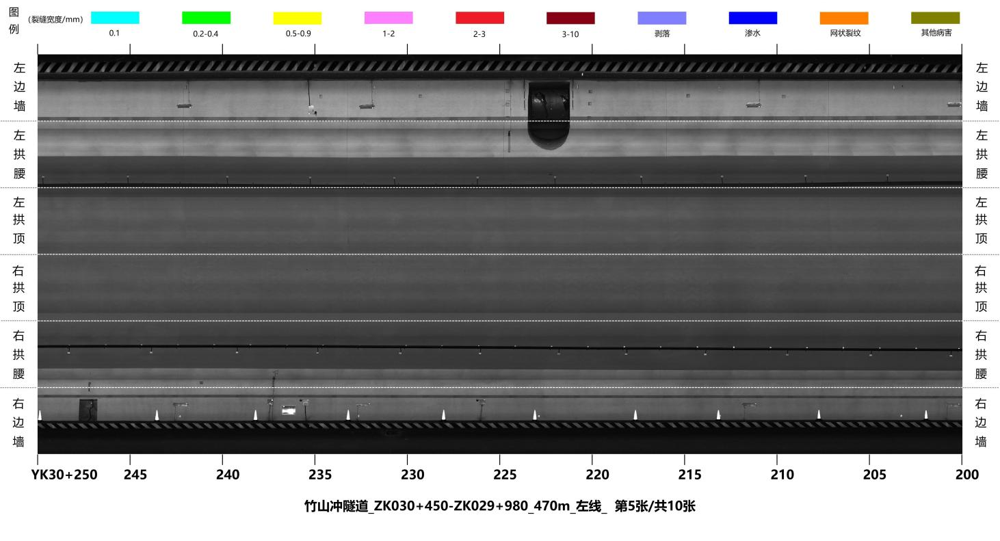 图例 (裂缝宽度/mm)
0.1 0.2-0.4 0.5-0.9 1-2 2-3 3-10 剥落 渗水 网状裂纹 其他病害
左边墙 左边墙
左拱腰 左拱腰
左拱顶 左拱顶
右拱顶 右拱顶
右拱腰 右拱腰
右边墙 右边墙
YK30+250 245 240 235 230 225 220 215 210 205 200
竹山冲隧道_ZK030+450-ZK029+980_470m_左线_ 第5张/共10张